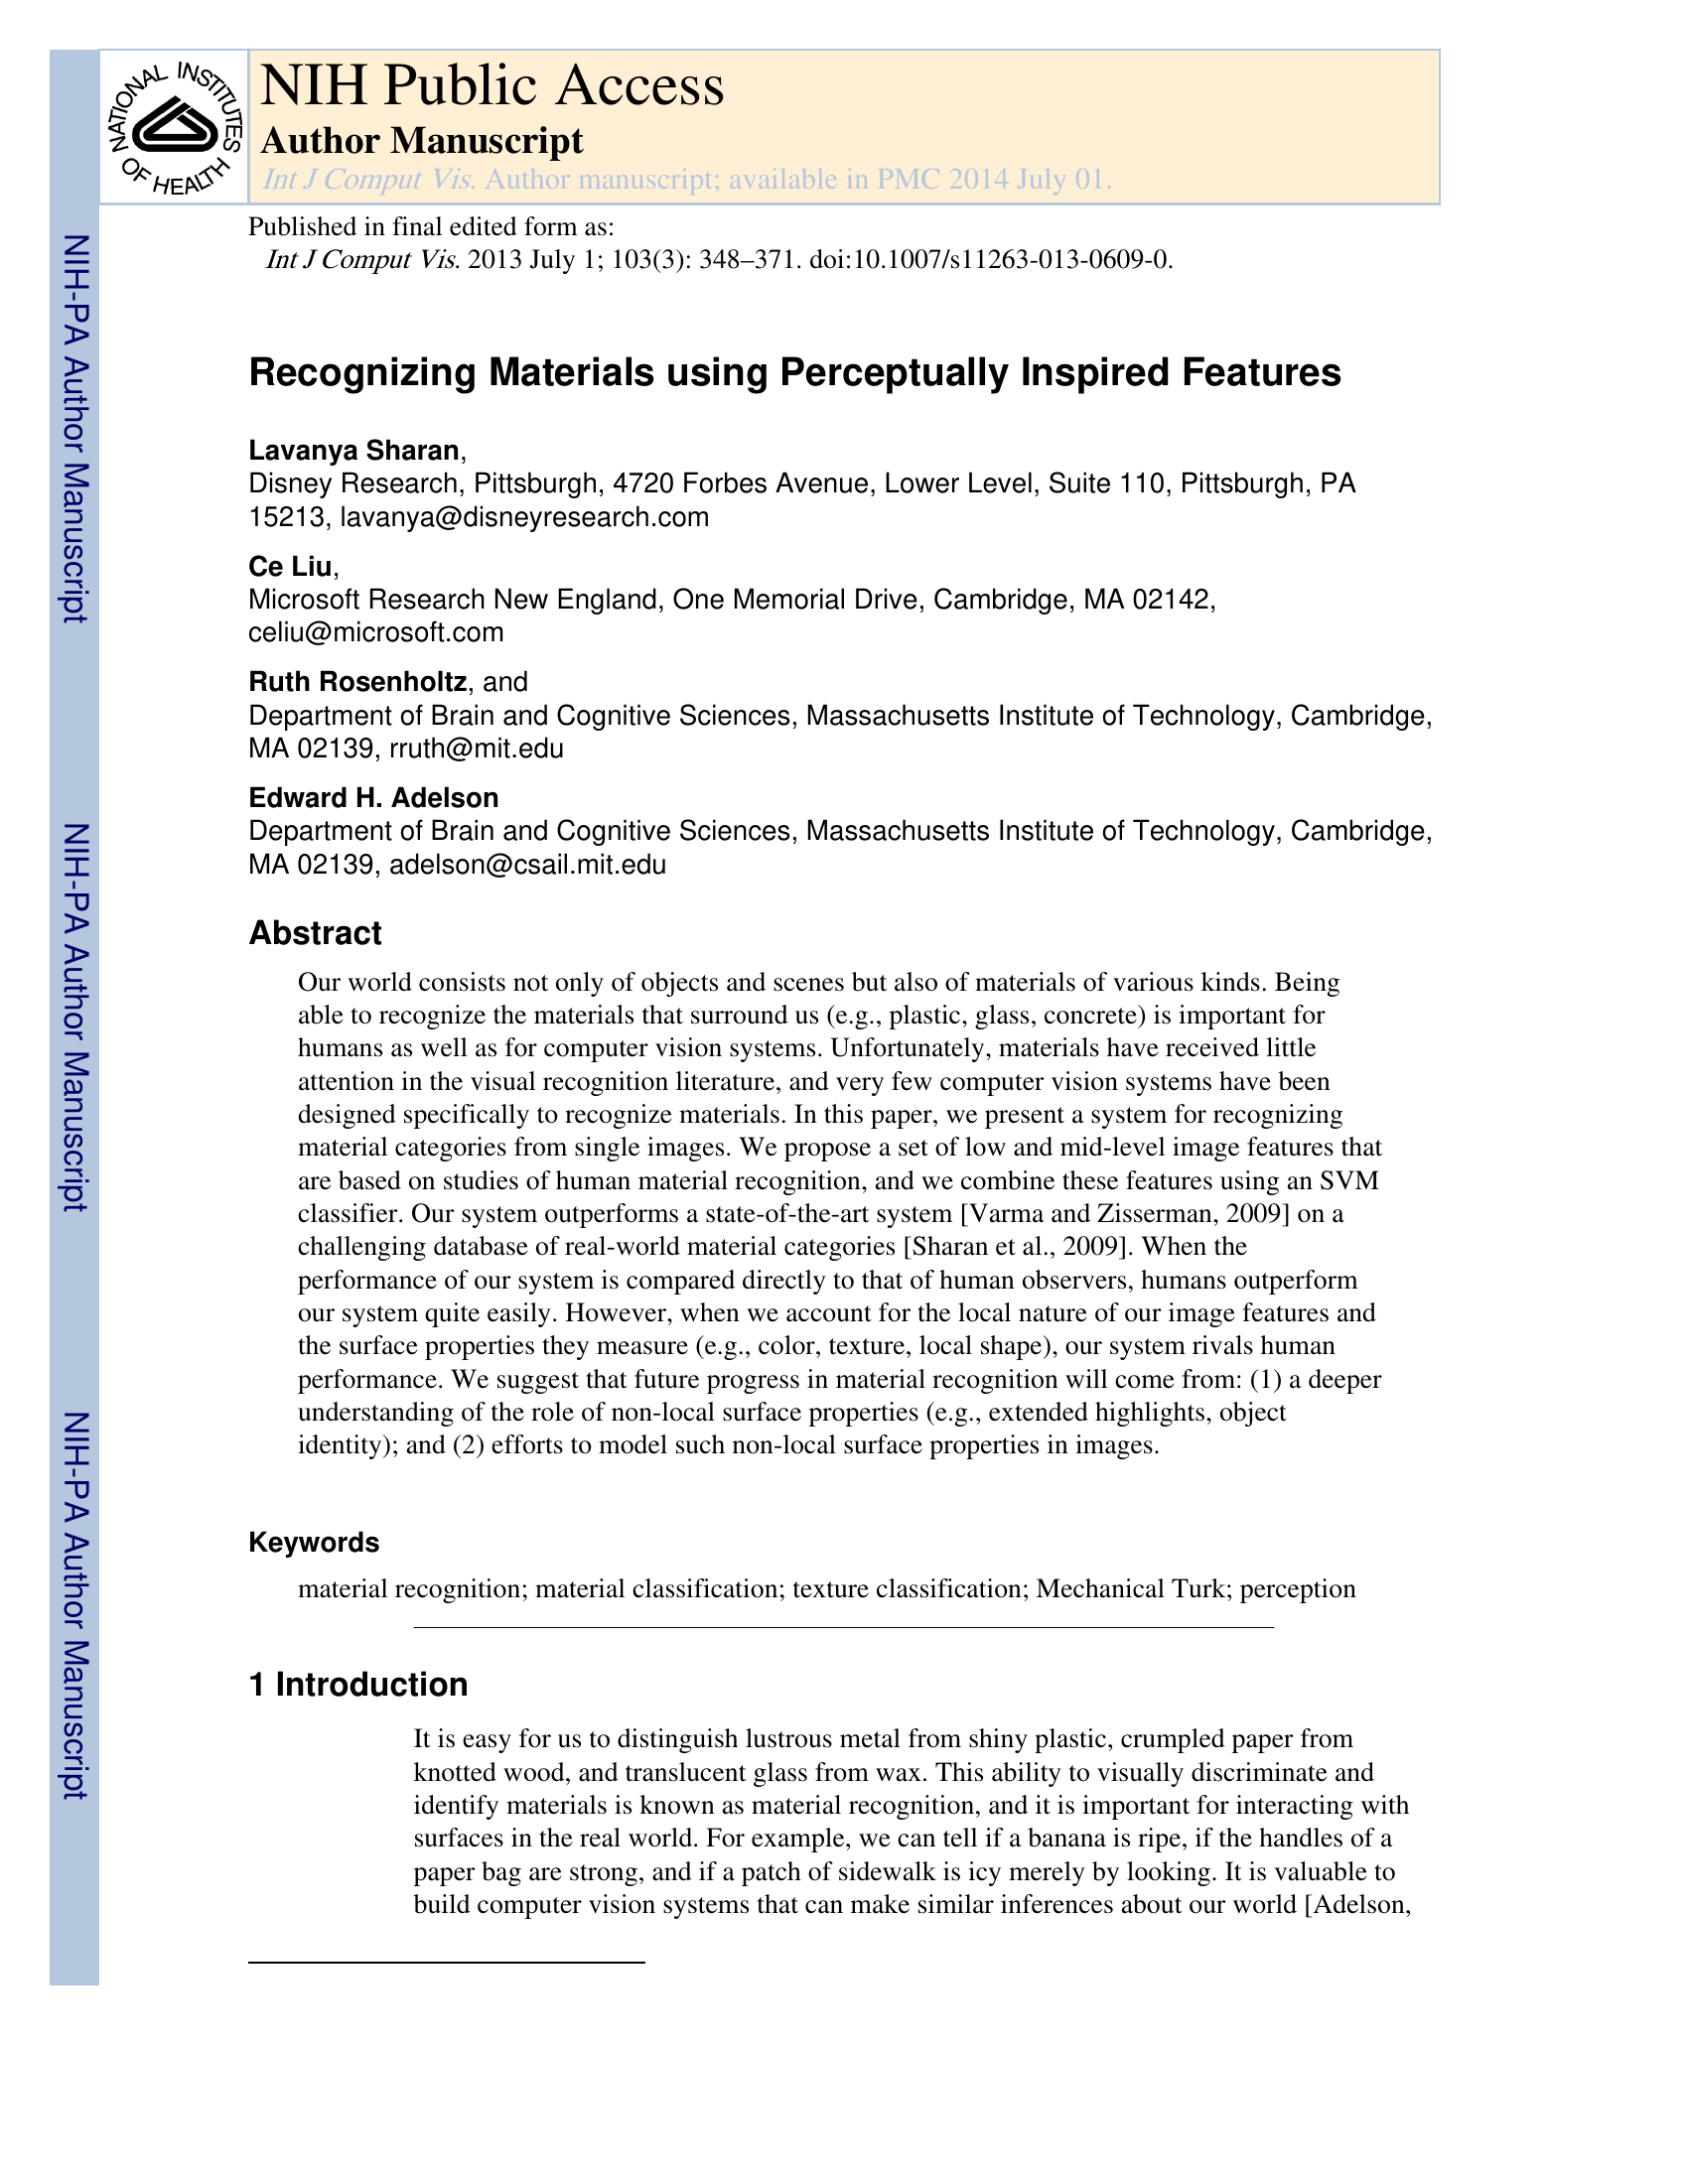 NATIONAL INSTITUTES
OF HEALTH
NIH Public Access
Author Manuscript
Int J Comput Vis. Author manuscript; available in PMC 2014 July 01.
Published in final edited form as:
Int J Comput Vis. 2013 July 1; 103(3): 348–371. doi:10.1007/s11263-013-0609-0.
Recognizing Materials using Perceptually Inspired Features
Lavanya Sharan,
Disney Research, Pittsburgh, 4720 Forbes Avenue, Lower Level, Suite 110, Pittsburgh, PA
15213, lavanya@disneyresearch.com
Ce Liu,
Microsoft Research New England, One Memorial Drive, Cambridge, MA 02142,
celiu@microsoft.com
Ruth Rosenholtz, and
Department of Brain and Cognitive Sciences, Massachusetts Institute of Technology, Cambridge,
MA 02139, rruth@mit.edu
Edward H. Adelson
Department of Brain and Cognitive Sciences, Massachusetts Institute of Technology, Cambridge,
MA 02139, adelson@csail.mit.edu
Abstract
Our world consists not only of objects and scenes but also of materials of various kinds. Being
able to recognize the materials that surround us (e.g., plastic, glass, concrete) is important for
humans as well as for computer vision systems. Unfortunately, materials have received little
attention in the visual recognition literature, and very few computer vision systems have been
designed specifically to recognize materials. In this paper, we present a system for recognizing
material categories from single images. We propose a set of low and mid-level image features that
are based on studies of human material recognition, and we combine these features using an SVM
classifier. Our system outperforms a state-of-the-art system [Varma and Zisserman, 2009] on a
challenging database of real-world material categories [Sharan et al., 2009]. When the
performance of our system is compared directly to that of human observers, humans outperform
our system quite easily. However, when we account for the local nature of our image features and
the surface properties they measure (e.g., color, texture, local shape), our system rivals human
performance. We suggest that future progress in material recognition will come from: (1) a deeper
understanding of the role of non-local surface properties (e.g., extended highlights, object
identity); and (2) efforts to model such non-local surface properties in images.
Keywords
material recognition; material classification; texture classification; Mechanical Turk; perception
1 Introduction
It is easy for us to distinguish lustrous metal from shiny plastic, crumpled paper from
knotted wood, and translucent glass from wax. This ability to visually discriminate and
identify materials is known as material recognition, and it is important for interacting with
surfaces in the real world. For example, we can tell if a banana is ripe, if the handles of a
paper bag are strong, and if a patch of sidewalk is icy merely by looking. It is valuable to
build computer vision systems that can make similar inferences about our world [Adelson,
NIH-PA Author Manuscript
NIH-PA Author Manuscript
NIH-PA Author Manuscript